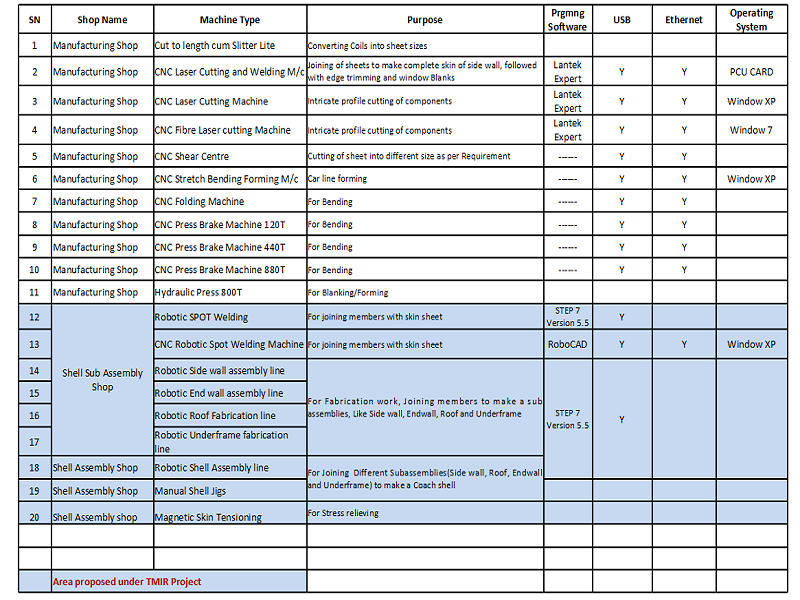 SN Shop Name Machine Type Purpose Prgmng Software USB Ethernet Operating System
1 Manufacturing Shop Cut to length cum Slitter Lite Converting Coils into sheet sizes
2 Manufacturing Shop CNC Laser Cutting and Welding M/c Joining of sheets to make complete skin of side wall, followed with edge trimming and window Blanks Lantek Expert Y Y PCU CARD
3 Manufacturing Shop CNC Laser Cutting Machine Intricate profile cutting of components Lantek Expert Y Y Window XP
4 Manufacturing Shop CNC Fibre Laser cutting Machine Intricate profile cutting of components Lantek Expert Y Y Window 7
5 Manufacturing Shop CNC Shear Centre Cutting of sheet into different size as per Requirement ------ Y Y
6 Manufacturing Shop CNC Stretch Bending Forming M/c Car line forming ------ Y Y Window XP
7 Manufacturing Shop CNC Folding Machine For Bending ------ Y Y
8 Manufacturing Shop CNC Press Brake Machine 120T For Bending ------ Y Y
9 Manufacturing Shop CNC Press Brake Machine 440T For Bending ------ Y Y
10 Manufacturing Shop CNC Press Brake Machine 880T For Bending ------ Y Y
11 Manufacturing Shop Hydraulic Press 800T For Blanking/Forming
12 Shell Sub Assembly Shop Robotic SPOT Welding For joining members with skin sheet STEP 7 Version 5.5 Y
13 CNC Robotic Spot Welding Machine For joining members with skin sheet RoboCAD Y Y Window XP
14 Robotic Side wall assembly line For Fabrication work, Joining members to make a sub assemblies, Like Side wall, Endwall, Roof and Underframe STEP 7 Version 5.5 Y
15 Robotic End wall assembly line
16 Robotic Roof Fabrication line
17 Robotic Underframe fabrication line
18 Shell Assembly Shop Robotic Shell Assembly line For Joining Different Subassemblies(Side wall, Roof, Endwall and Underframe) to make a Coach shell
19 Shell Assembly Shop Manual Shell Jigs
20 Shell Assembly shop Magnetic Skin Tensioning For Stress relieving
Area proposed under TMIR Project